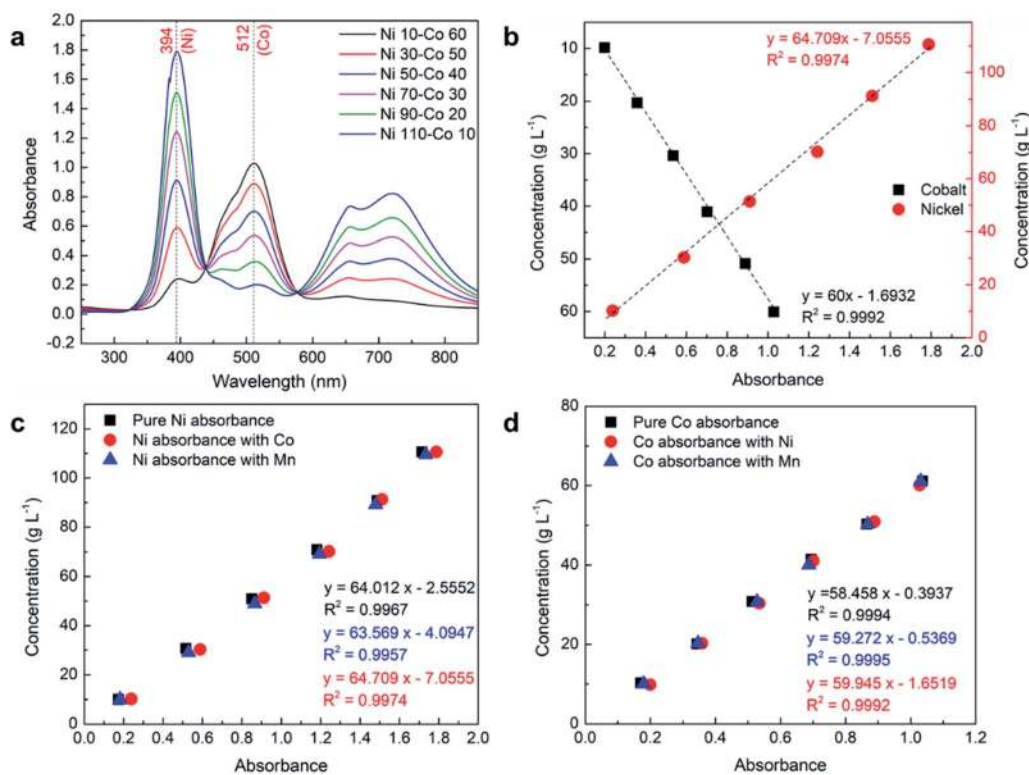 a
394
(Ni)
512
(Co)
Ni 10-Co 60
Ni 30-Co 50
Ni 50-Co 40
Ni 70-Co 30
Ni 90-Co 20
Ni 110-Co 10
2.0
1.8
1.6
1.4
1.2
1.0
0.8
0.6
0.4
0.2
-0.0
-0.2
Absorbance
300 400 500 600 700 800
Wavelength (nm)
b
y = 64.709x - 7.0555
R² = 0.9974
Cobalt
Nickel
y = 60x - 1.6932
R² = 0.9992
10
20
30
40
50
60
Concentration (g L⁻¹)
100
80
60
40
20
0
Concentration (g L⁻¹)
0.2 0.4 0.6 0.8 1.0 1.2 1.4 1.6 1.8 2.0
Absorbance
c
Pure Ni absorbance
Ni absorbance with Co
Ni absorbance with Mn
y = 64.012 x - 2.5552
R² = 0.9967
y = 63.569 x - 4.0947
R² = 0.9957
y = 64.709 x - 7.0555
R² = 0.9974
120
100
80
60
40
20
0
Concentration (g L⁻¹)
0.0 0.2 0.4 0.6 0.8 1.0 1.2 1.4 1.6 1.8 2.0
Absorbance
d
Pure Co absorbance
Co absorbance with Ni
Co absorbance with Mn
y =58.458 x - 0.3937
R² = 0.9994
y = 59.272 x - 0.5369
R² = 0.9995
y = 59.945 x - 1.6519
R² = 0.9992
80
60
40
20
0
Concentration (g L⁻¹)
0.0 0.2 0.4 0.6 0.8 1.0 1.2
Absorbance